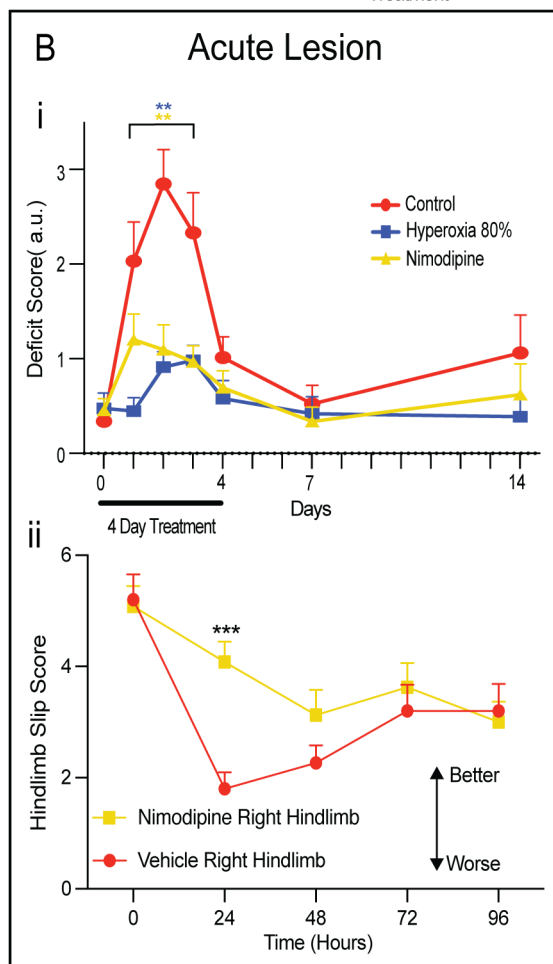 Treatment
B Acute Lesion
i
**
**
3
2
1
0
Deficit Score( a.u.)
Control
Hyperoxia 80%
Nimodipine
0 4 7 14
Days
4 Day Treatment
ii
6
4
2
0
Hindlimb Slip Score
***
Nimodipine Right Hindlimb
Vehicle Right Hindlimb
Better
Worse
0 24 48 72 96
Time (Hours)